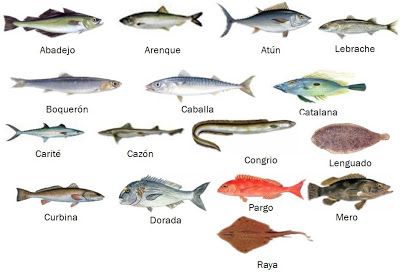 Abadejo
Arenque
Atún
Lebrache
Boquerón
Caballa
Catalana
Carité
Cazón
Congrio
Lenguado
Curbina
Dorada
Pargo
Mero
Raya